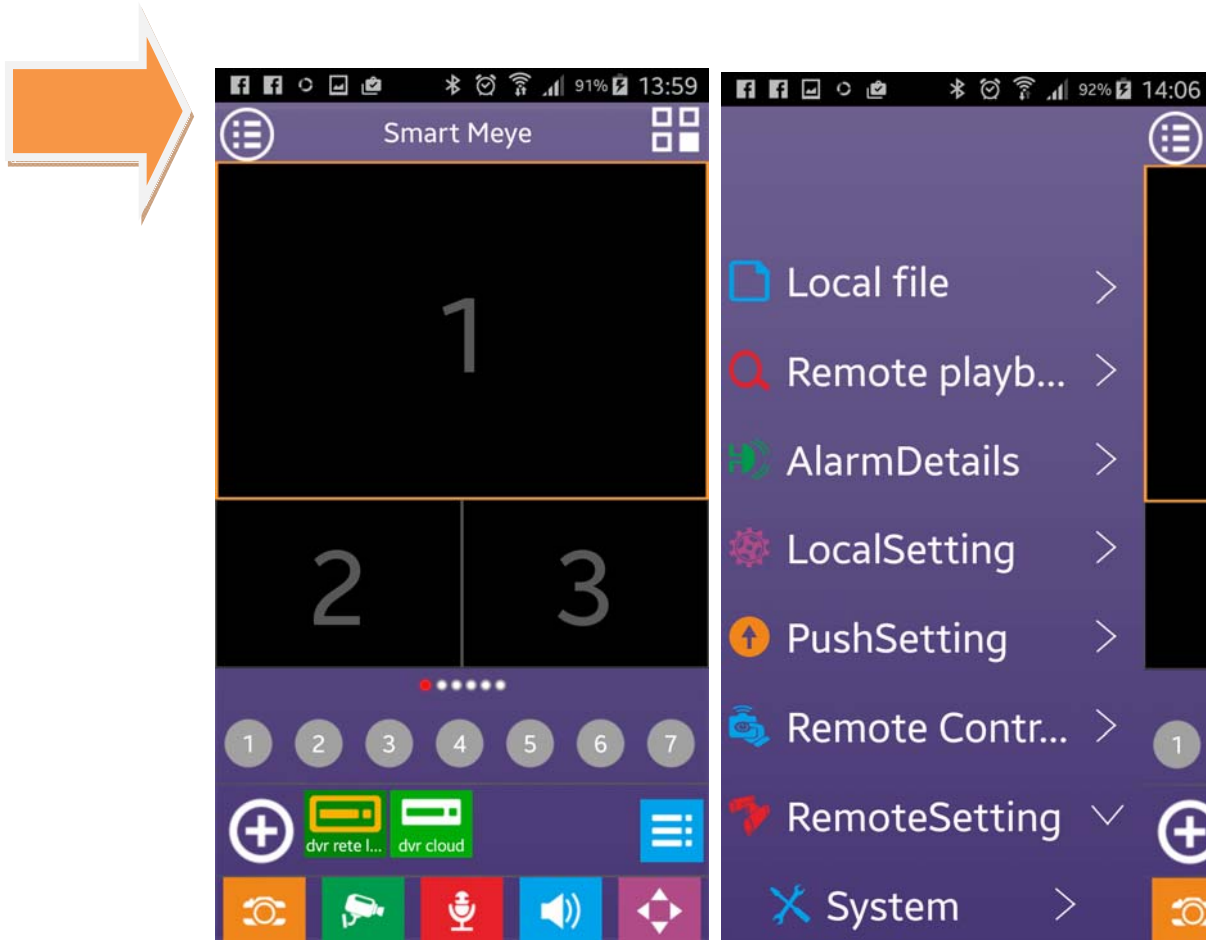 91% 13:59
Smart Meye
1
2 3
1 2 3 4 5 6 7
dvr rete l... dvr cloud
92% 14:06
Local file
Remote playb...
AlarmDetails
LocalSetting
PushSetting
Remote Contr...
RemoteSetting
System
1